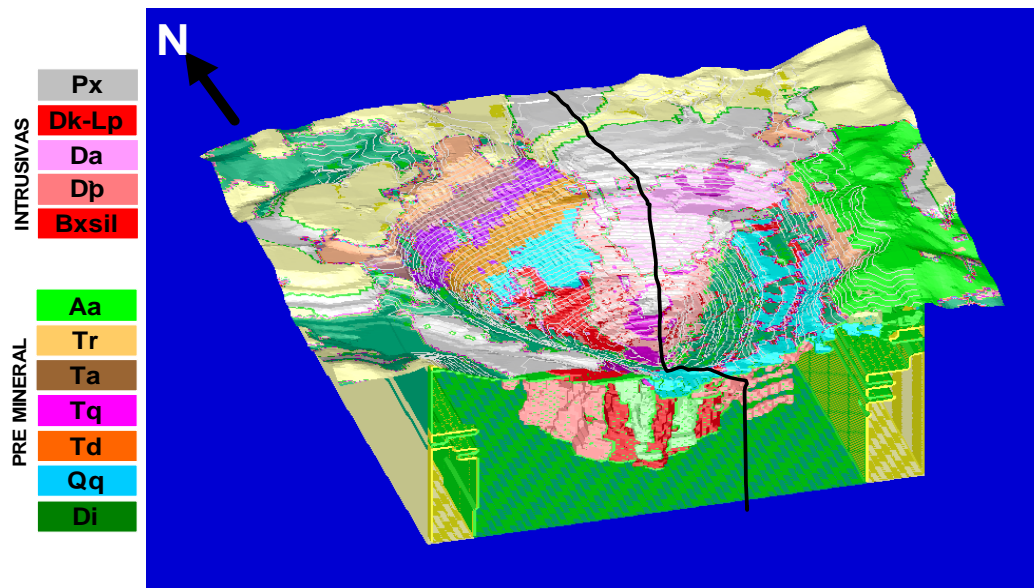 N
INTRUSIVAS
Px
Dk-Lp
Da
Dp
Bxsil
PRE MINERAL
Aa
Tr
Ta
Tq
Td
Qq
Di